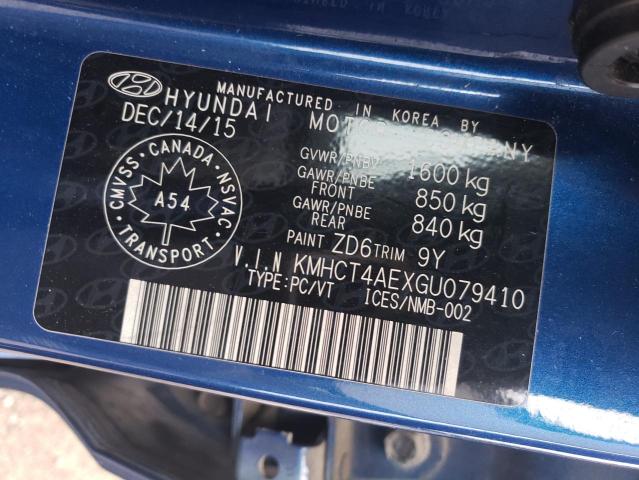 MANUFACTURED IN KOREA BY
HYUNDAI MOTOR
DEC/14/15
GVWR/PNBV 1600 kg
GAWR/PNBE FRONT 850 kg
GAWR/PNBE REAR 840 kg
PAINT ZD6 TRIM 9Y
CMVSS • CANADA • NSVAC
A54
TRANSPORT
V.I.N KMHCT4AEXGU079410
TYPE:PC/VT ICES/NMB-002